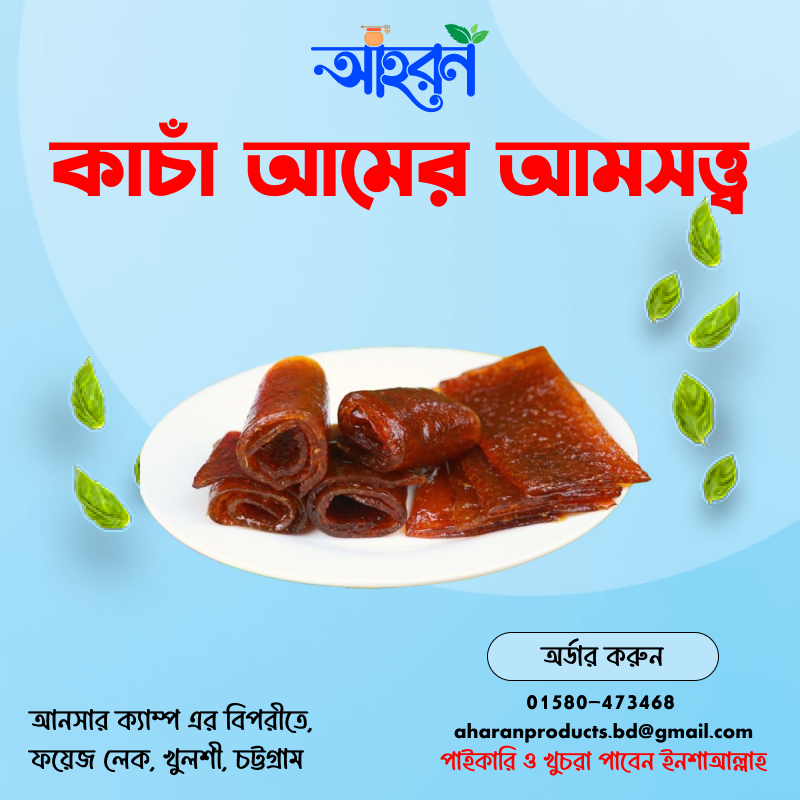 আহরন
কাচাঁ আমের আমসত্ত্ব
অর্ডার করুন
01580-473468
aharanproducts.bd@gmail.com
পাইকারি ও খুচরা পাবেন ইনশাআল্লাহ
আনসার ক্যাম্প এর বিপরীতে,
ফয়েজ লেক, খুলশী, চট্টগ্রাম